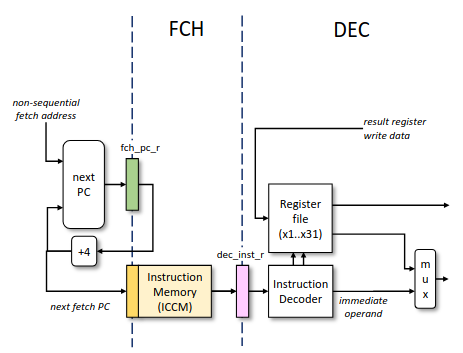 FCH
DEC
non-sequential
fetch address
result register
write data
fch_pc_r
next
PC
Register
file
(x1..x31)
+4
dec_inst_r
next fetch PC
Instruction
Memory
(ICCM)
Instruction
Decoder
immediate
operand
m
u
x